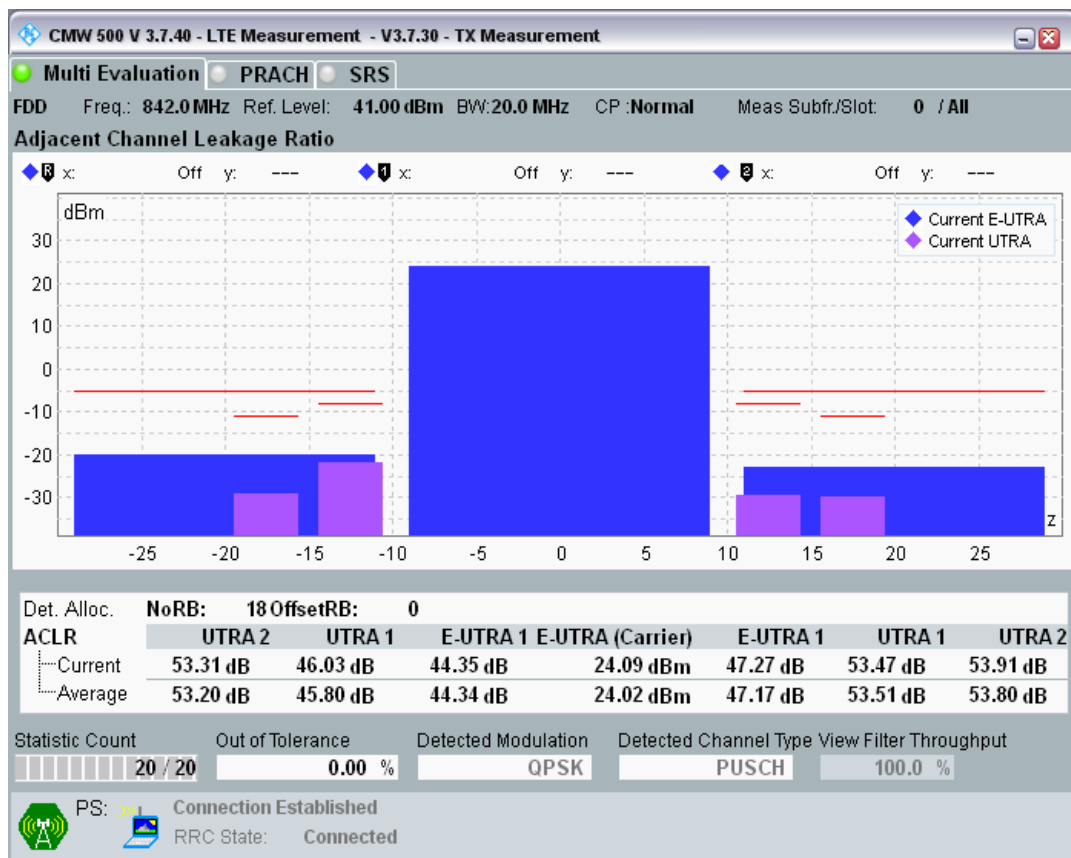 CMW 500 V 3.7.40 - LTE Measurement - V3.7.30 - TX Measurement
Multi Evaluation PRACH SRS
FDD Freq.: 842.0 MHz Ref. Level: 41.00 dBm BW:20.0 MHz CP :Normal Meas Subfr./Slot: 0 / All
Adjacent Channel Leakage Ratio
R x: Off y: --- 1 x: Off y: --- 2 x: Off y: ---
dBm
Current E-UTRA
Current UTRA
30
20
10
0
-10
-20
-30
z
-25 -20 -15 -10 -5 0 5 10 15 20 25
Det. Alloc. NoRB: 18 OffsetRB: 0
ACLR UTRA 2 UTRA 1 E-UTRA 1 E-UTRA (Carrier) E-UTRA 1 UTRA 1 UTRA 2
Current 53.31 dB 46.03 dB 44.35 dB 24.09 dBm 47.27 dB 53.47 dB 53.91 dB
Average 53.20 dB 45.80 dB 44.34 dB 24.02 dBm 47.17 dB 53.51 dB 53.80 dB
Statistic Count Out of Tolerance Detected Modulation Detected Channel Type View Filter Throughput
20 / 20 0.00 % QPSK PUSCH 100.0 %
PS: Connection Established
RRC State: Connected